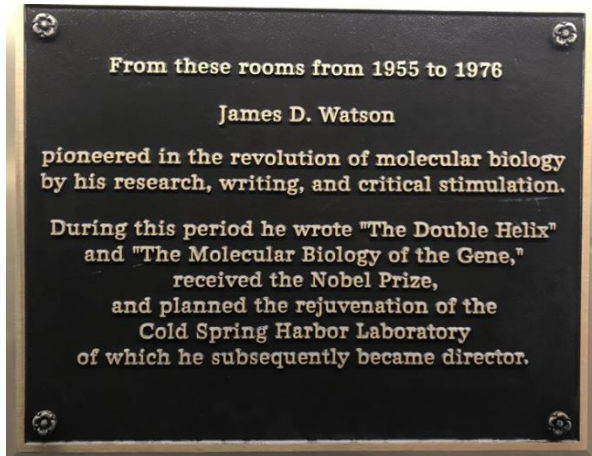 From these rooms from 1955 to 1976
James D. Watson
pioneered in the revolution of molecular biology
by his research, writing, and critical stimulation.
During this period he wrote "The Double Helix"
and "The Molecular Biology of the Gene,"
received the Nobel Prize,
and planned the rejuvenation of the
Cold Spring Harbor Laboratory
of which he subsequently became director.